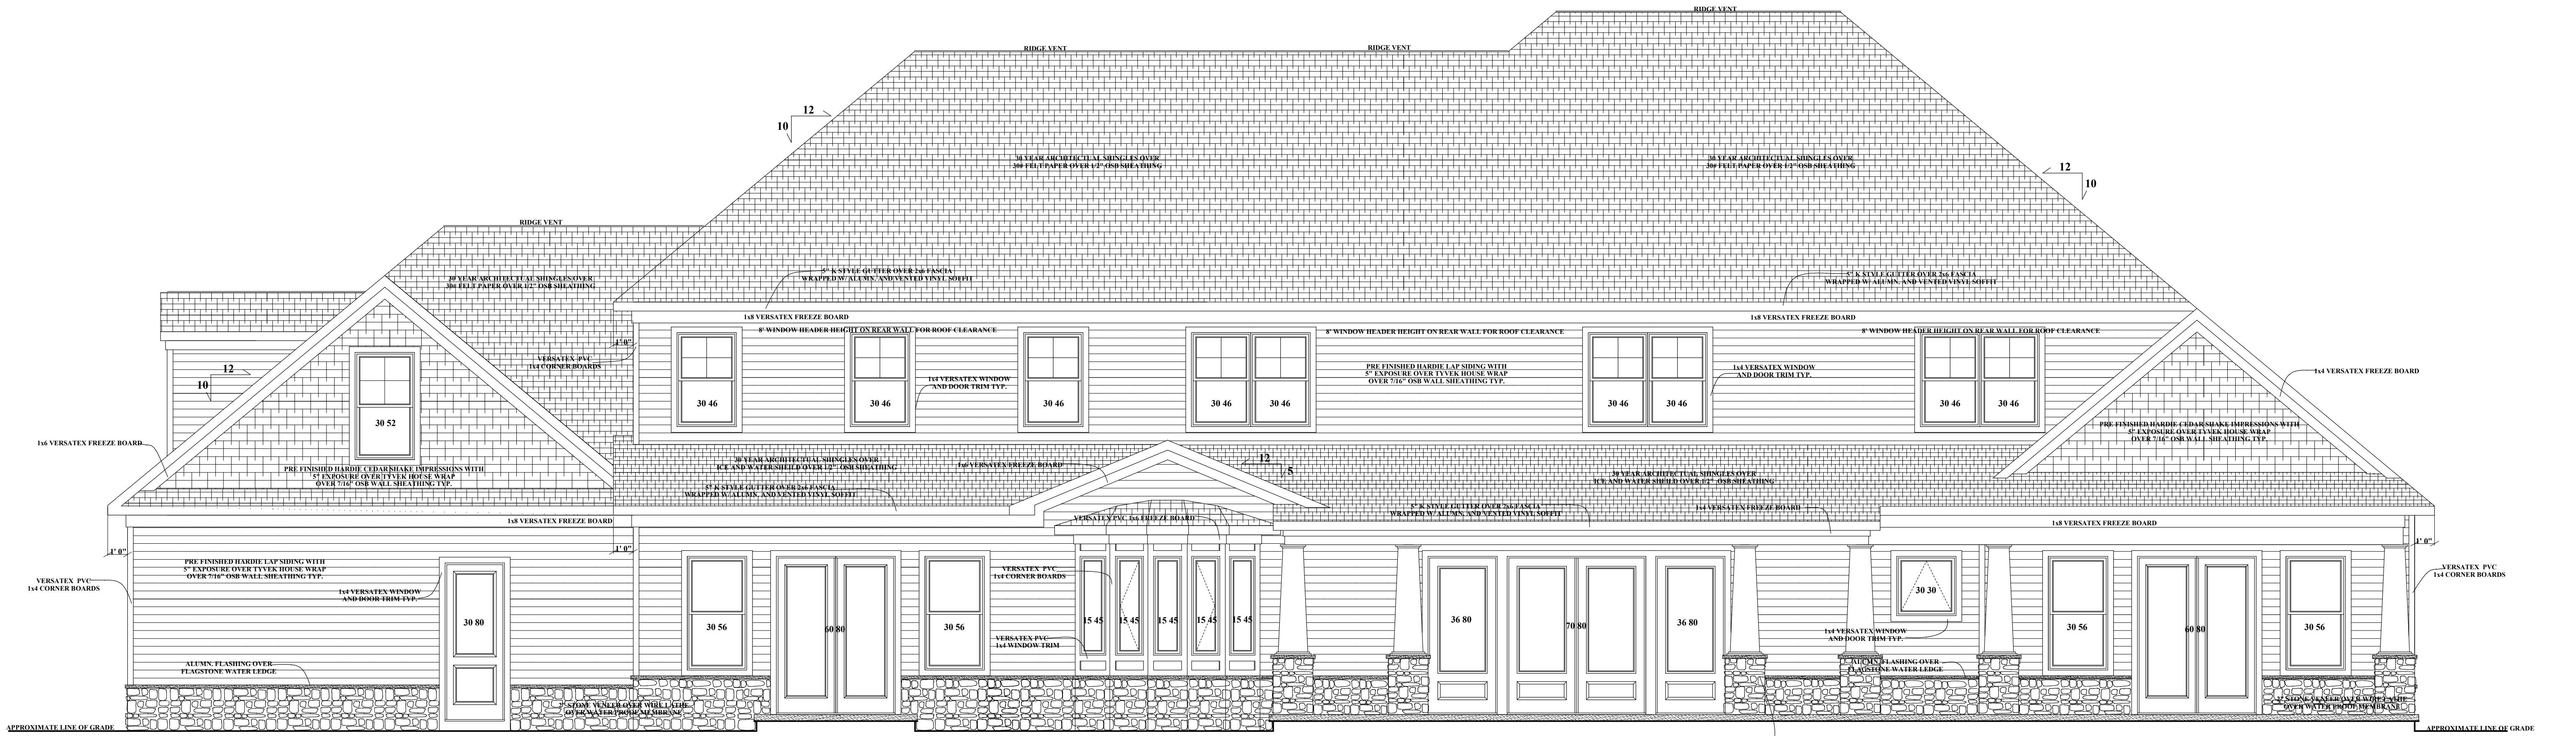 RIDGE VENT
RIDGE VENT
RIDGE VENT
12
10
30 YEAR ARCHITECTUAL SHINGLES OVER
30# FELT PAPER OVER 1/2" OSB SHEATHING
30 YEAR ARCHITECTUAL SHINGLES OVER
30# FELT PAPER OVER 1/2" OSB SHEATHING
12
10
RIDGE VENT
30 YEAR ARCHITECTUAL SHINGLES OVER
30# FELT PAPER OVER 1/2" OSB SHEATHING
5" K STYLE GUTTER OVER 2x6 FASCIA
WRAPPED W/ ALUMN. AND VENTED VINYL SOFFIT
5" K STYLE GUTTER OVER 2x6 FASCIA
WRAPPED W/ ALUMN. AND VENTED VINYL SOFFIT
1x8 VERSATEX FREEZE BOARD
1x8 VERSATEX FREEZE BOARD
8' WINDOW HEADER HEIGHT ON REAR WALL FOR ROOF CLEARANCE
8' WINDOW HEADER HEIGHT ON REAR WALL FOR ROOF CLEARANCE
8' WINDOW HEADER HEIGHT ON REAR WALL FOR ROOF CLEARANCE
1' 0"
VERSATEX PVC
1x4 CORNER BOARDS
12
10
PRE FINISHED HARDIE LAP SIDING WITH
5" EXPOSURE OVER TYVEK HOUSE WRAP
OVER 7/16" OSB WALL SHEATHING TYP.
1x4 VERSATEX WINDOW
AND DOOR TRIM TYP.
1x4 VERSATEX WINDOW
AND DOOR TRIM TYP.
1x4 VERSATEX FREEZE BOARD
30 46
30 46
30 46
30 46
30 46
30 46
30 46
30 46
30 46
30 52
1x6 VERSATEX FREEZE BOARD
PRE FINISHED HARDIE CEDAR SHAKE IMPRESSIONS WITH
5" EXPOSURE OVER TYVEK HOUSE WRAP
OVER 7/16" OSB WALL SHEATHING TYP.
PRE FINISHED HARDIE CEDAR SHAKE IMPRESSIONS WITH
5" EXPOSURE OVER TYVEK HOUSE WRAP
OVER 7/16" OSB WALL SHEATHING TYP.
30 YEAR ARCHITECTUAL SHINGLES OVER
ICE AND WATER SHEILD OVER 1/2" OSB SHEATHING
1x6 VERSATEX FREEZE BOARD
12
5
30 YEAR ARCHITECTUAL SHINGLES OVER
ICE AND WATER SHEILD OVER 1/2" OSB SHEATHING
5" K STYLE GUTTER OVER 2x6 FASCIA
WRAPPED W/ ALUMN. AND VENTED VINYL SOFFIT
5" K STYLE GUTTER OVER 2x6 FASCIA
WRAPPED W/ ALUMN. AND VENTED VINYL SOFFIT
1x4 VERSATEX FREEZE BOARD
1x8 VERSATEX FREEZE BOARD
VERSATEX PVC 1x6 FREEZE BOARD
1x8 VERSATEX FREEZE BOARD
1' 0"
1' 0"
1' 0"
PRE FINISHED HARDIE LAP SIDING WITH
5" EXPOSURE OVER TYVEK HOUSE WRAP
OVER 7/16" OSB WALL SHEATHING TYP.
VERSATEX PVC
1x4 CORNER BOARDS
1x4 VERSATEX WINDOW
AND DOOR TRIM TYP.
VERSATEX PVC
1x4 CORNER BOARDS
VERSATEX PVC
1x4 CORNER BOARDS
30 80
30 56
60 80
30 56
VERSATEX PVC
1x4 WINDOW TRIM
15 45
15 45
15 45
15 45
15 45
36 80
70 80
36 80
30 30
1x4 VERSATEX WINDOW
AND DOOR TRIM TYP.
30 56
60 80
30 56
ALUMN. FLASHING OVER
FLAGSTONE WATER LEDGE
ALUMN. FLASHING OVER
FLAGSTONE WATER LEDGE
2" STONE VENEER OVER WIRE LATHE
OVER WATER PROOF MEMBRANE
2" STONE VENEER OVER WIRE LATHE
OVER WATER PROOF MEMBRANE
APPROXIMATE LINE OF GRADE
APPROXIMATE LINE OF GRADE